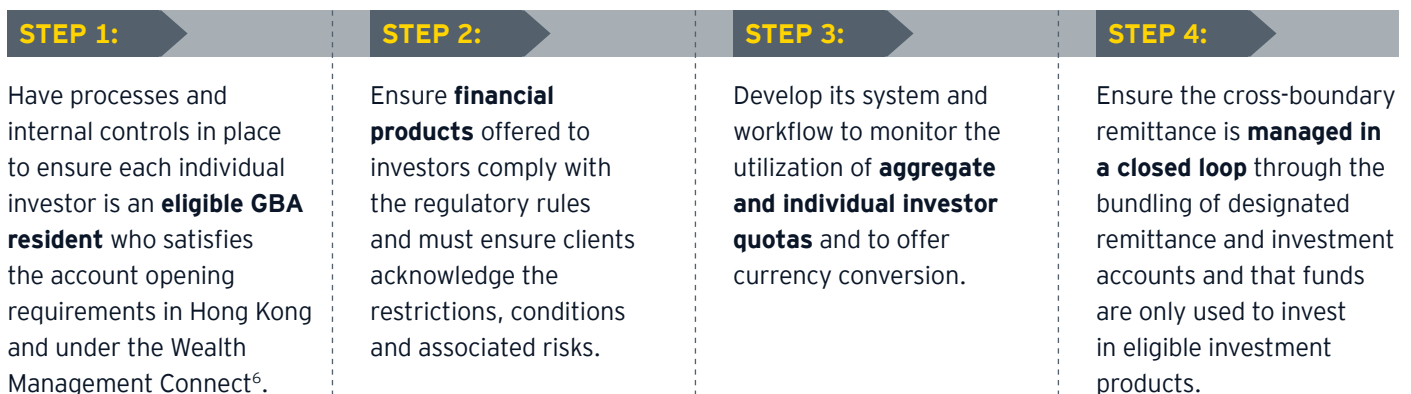 STEP 1:
Have processes and
internal controls in place
to ensure each individual
investor is an eligible GBA
resident who satisfies
the account opening
requirements in Hong Kong
and under the Wealth
Management Connect⁶.
STEP 2:
Ensure financial
products offered to
investors comply with
the regulatory rules
and must ensure clients
acknowledge the
restrictions, conditions
and associated risks.
STEP 3:
Develop its system and
workflow to monitor the
utilization of aggregate
and individual investor
quotas and to offer
currency conversion.
STEP 4:
Ensure the cross-boundary
remittance is managed in
a closed loop through the
bundling of designated
remittance and investment
accounts and that funds
are only used to invest
in eligible investment
products.